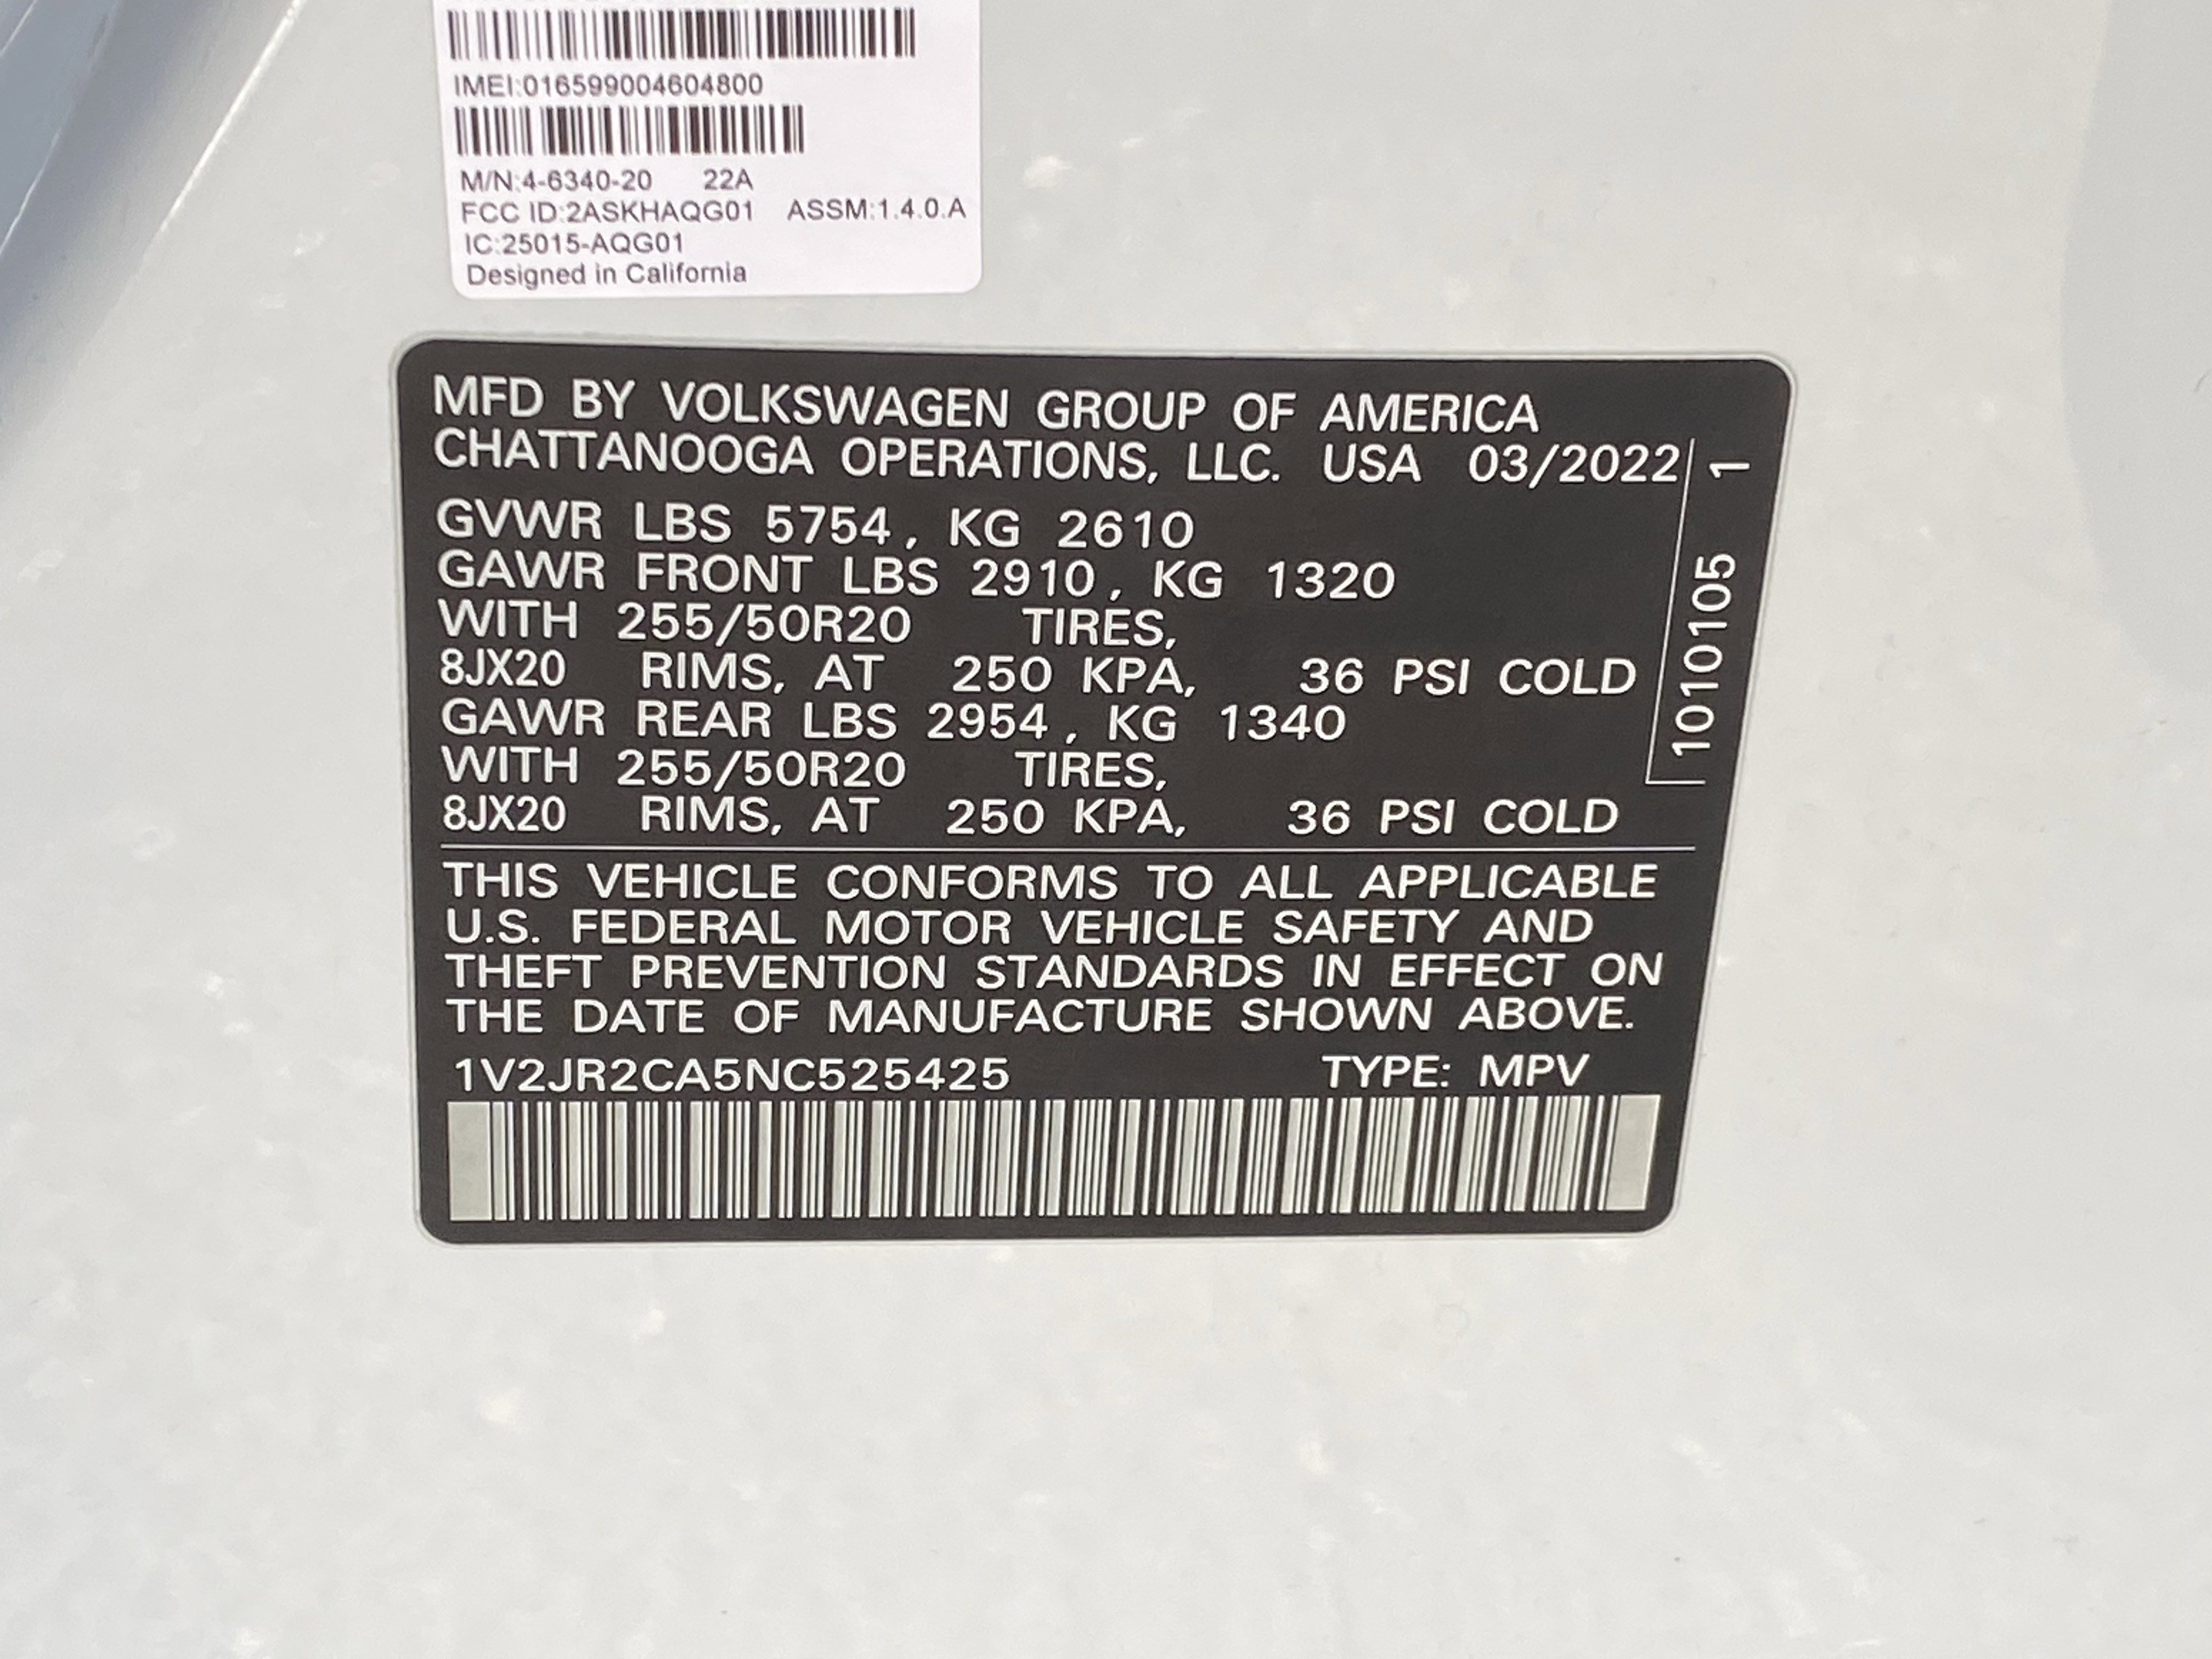 IMEI:016599004604800
M/N:4-6340-20 22A
FCC ID:2ASKHAQG01 ASSM:1.4.0.A
IC:25015-AQG01
Designed in California
MFD BY VOLKSWAGEN GROUP OF AMERICA
CHATTANOOGA OPERATIONS, LLC. USA 03/2022
GVWR LBS 5754, KG 2610
GAWR FRONT LBS 2910, KG 1320
WITH 255/50R20 TIRES,
8JX20 RIMS, AT 250 KPA, 36 PSI COLD
GAWR REAR LBS 2954, KG 1340
WITH 255/50R20 TIRES,
8JX20 RIMS, AT 250 KPA, 36 PSI COLD
1010105 1
THIS VEHICLE CONFORMS TO ALL APPLICABLE
U.S. FEDERAL MOTOR VEHICLE SAFETY AND
THEFT PREVENTION STANDARDS IN EFFECT ON
THE DATE OF MANUFACTURE SHOWN ABOVE.
1V2JR2CA5NC525425 TYPE: MPV